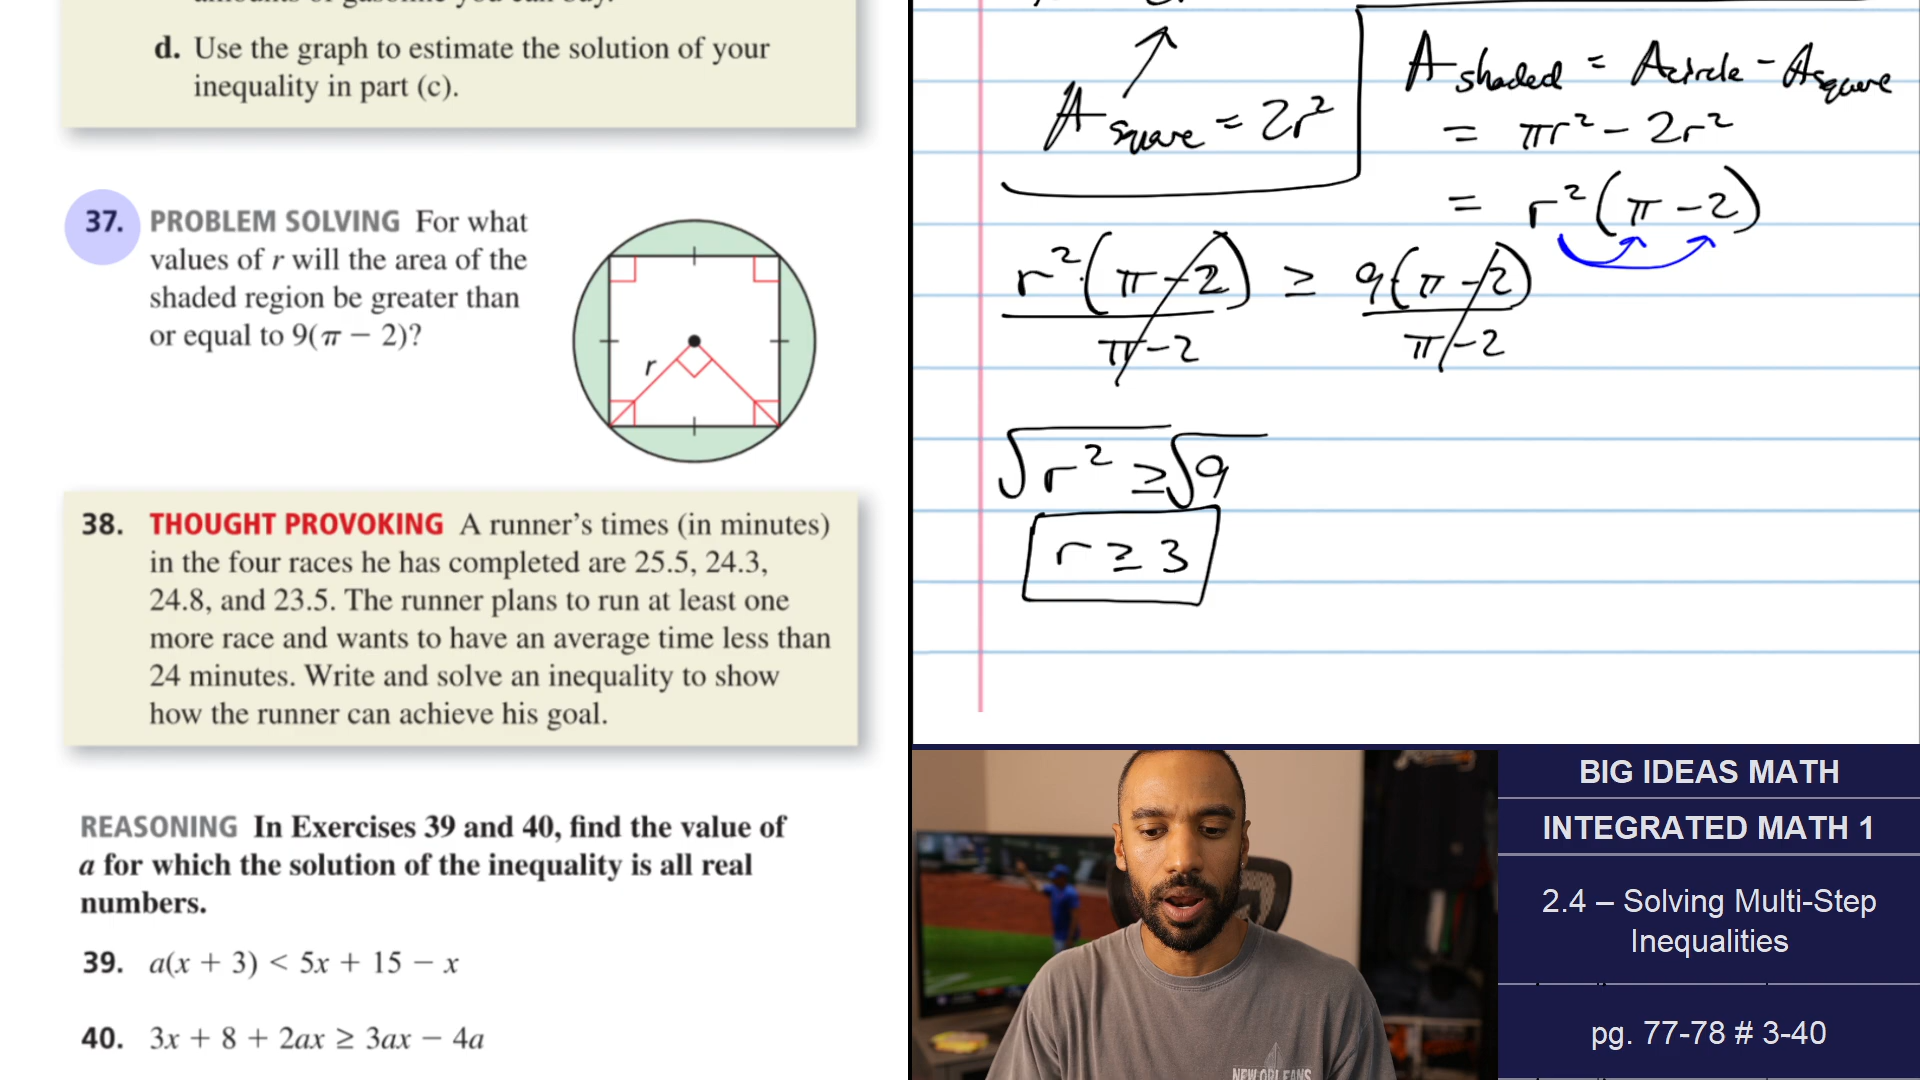 d. Use the graph to estimate the solution of your
inequality in part (c).
37. PROBLEM SOLVING For what
values of r will the area of the
shaded region be greater than
or equal to 9(π − 2)?
r
38. THOUGHT PROVOKING A runner's times (in minutes)
in the four races he has completed are 25.5, 24.3,
24.8, and 23.5. The runner plans to run at least one
more race and wants to have an average time less than
24 minutes. Write and solve an inequality to show
how the runner can achieve his goal.
REASONING In Exercises 39 and 40, find the value of
a for which the solution of the inequality is all real
numbers.
39. a(x + 3) < 5x + 15 − x
40. 3x + 8 + 2ax ≥ 3ax − 4a
A square = 2r²
A shaded = A circle − A square
= πr² − 2r²
= r²(π − 2)
r²·(π − 2) ≥ 9(π − 2)
π − 2 π − 2
√r² ≥ √9
r ≥ 3
NEW ORLEANS
BIG IDEAS MATH
INTEGRATED MATH 1
2.4 – Solving Multi-Step
Inequalities
pg. 77-78 # 3-40